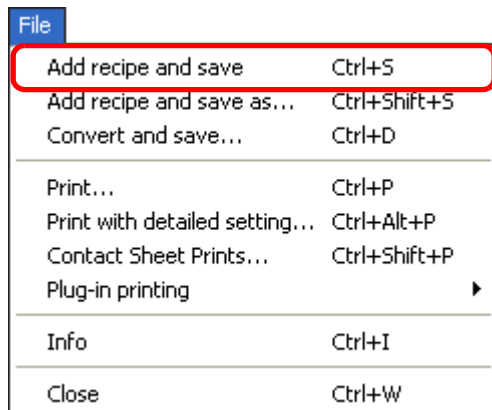 File
Add recipe and save Ctrl+S
Add recipe and save as... Ctrl+Shift+S
Convert and save... Ctrl+D
Print... Ctrl+P
Print with detailed setting... Ctrl+Alt+P
Contact Sheet Prints... Ctrl+Shift+P
Plug-in printing
Info Ctrl+I
Close Ctrl+W